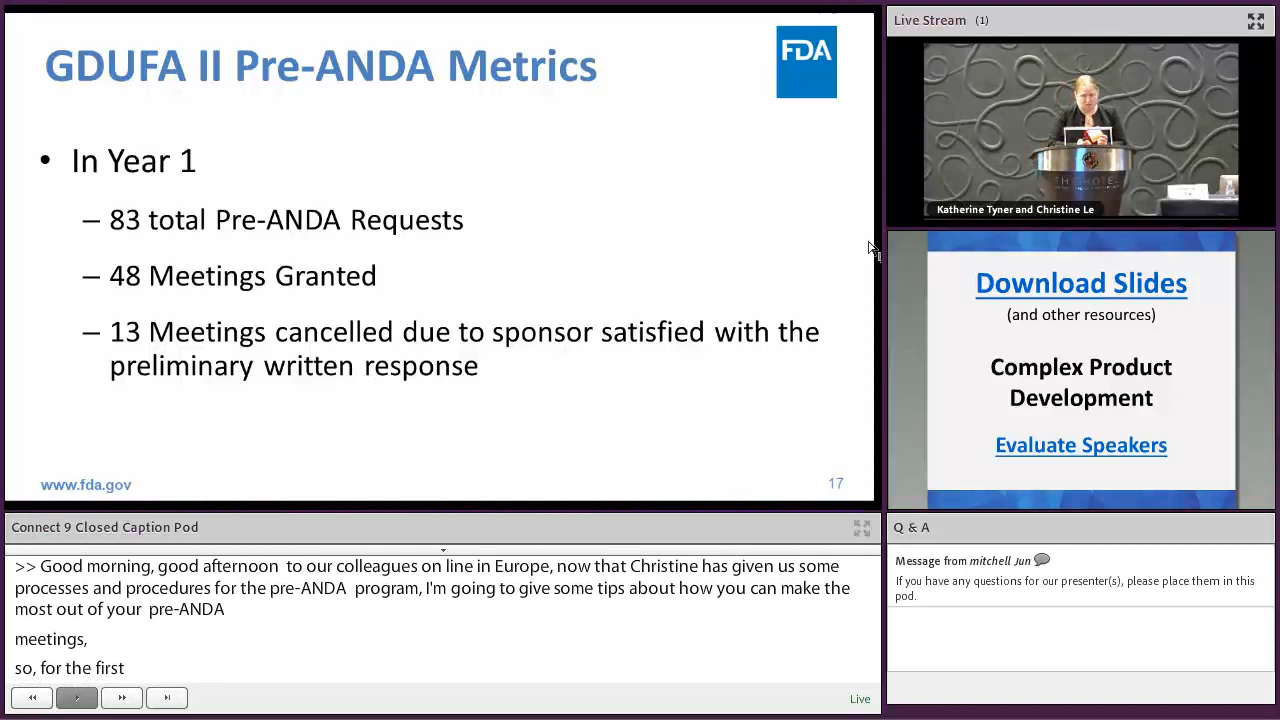 GDUFA II Pre-ANDA Metrics
FDA
• In Year 1
– 83 total Pre-ANDA Requests
– 48 Meetings Granted
– 13 Meetings cancelled due to sponsor satisfied with the
preliminary written response
www.fda.gov
17
Live Stream (1)
THE HOTEL
Katherine Tyner and Christine Le
Download Slides
(and other resources)
Complex Product
Development
Evaluate Speakers
Connect 9 Closed Caption Pod
>> Good morning, good afternoon to our colleagues on line in Europe, now that Christine has given us some
processes and procedures for the pre-ANDA program, I'm going to give some tips about how you can make the
most out of your pre-ANDA
meetings,
so, for the first
Live
Q & A
Message from mitchell Jun
If you have any questions for our presenter(s), please place them in this
pod.